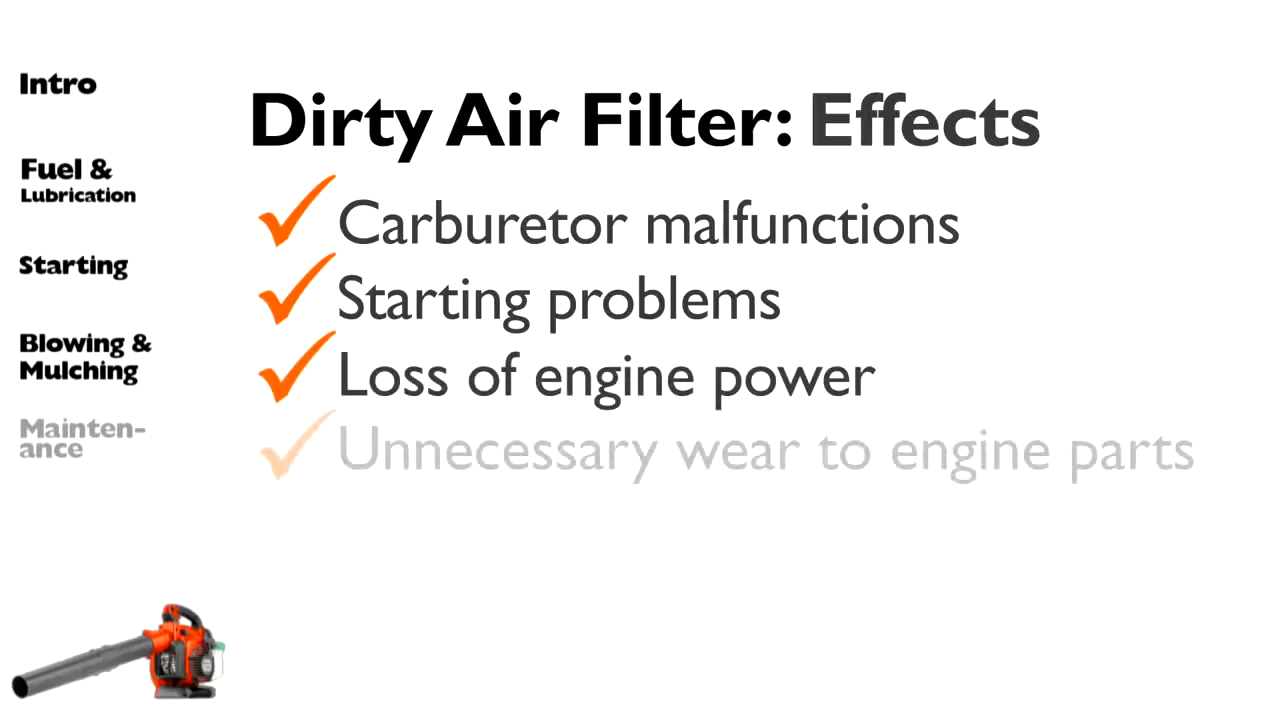 Intro
Fuel &
Lubrication
Starting
Blowing &
Mulching
Mainten-
ance
Dirty Air Filter: Effects
Carburetor malfunctions
Starting problems
Loss of engine power
Unnecessary wear to engine parts